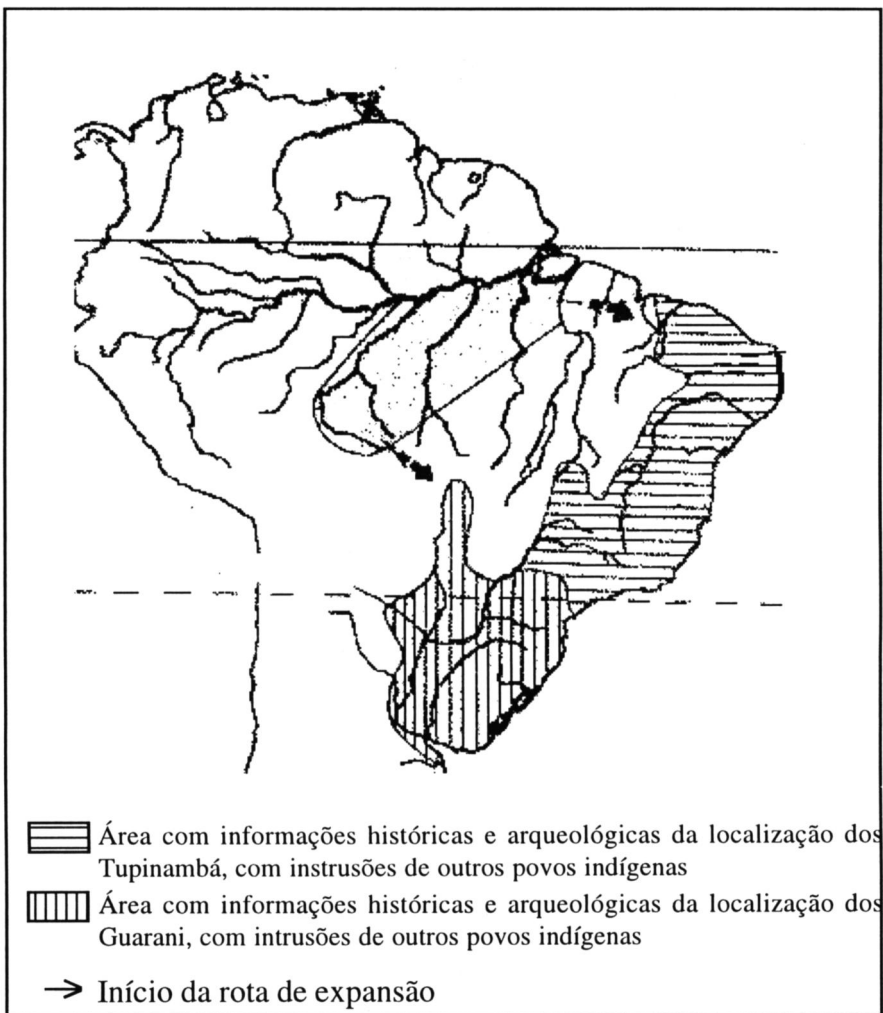 Área com informações históricas e arqueológicas da localização dos
Tupinambá, com instrusões de outros povos indígenas
Área com informações históricas e arqueológicas da localização dos
Guarani, com intrusões de outros povos indígenas
Início da rota de expansão